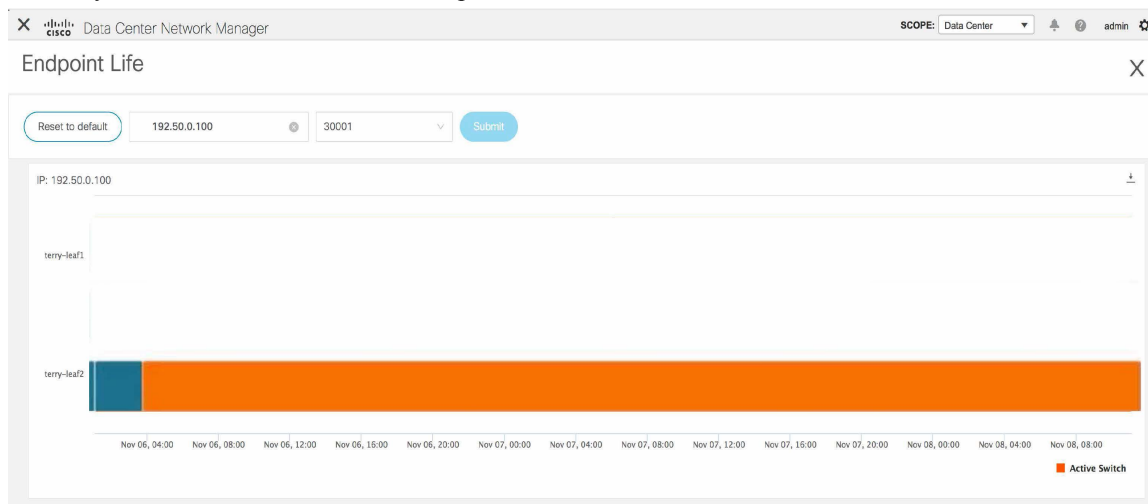 X cisco Data Center Network Manager SCOPE: Data Center admin
Endpoint Life X
Reset to default 192.50.0.100 30001 Submit
IP: 192.50.0.100
terry-leaf1
terry-leaf2
Nov 06, 04:00 Nov 06, 08:00 Nov 06, 12:00 Nov 06, 16:00 Nov 06, 20:00 Nov 07, 00:00 Nov 07, 04:00 Nov 07, 08:00 Nov 07, 12:00 Nov 07, 16:00 Nov 07, 20:00 Nov 08, 00:00 Nov 08, 04:00 Nov 08, 08:00
Active Switch